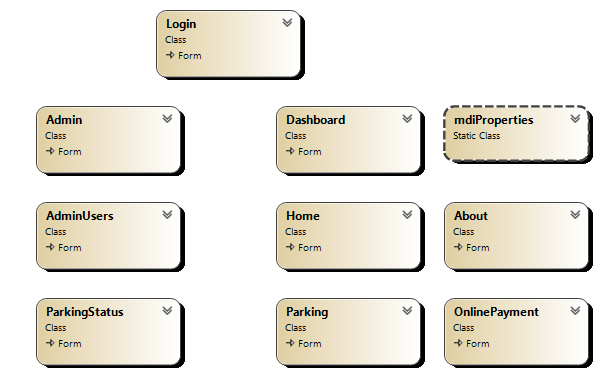 Login
Class
Form
Admin
Class
Form
Dashboard
Class
Form
mdiProperties
Static Class
AdminUsers
Class
Form
Home
Class
Form
About
Class
Form
ParkingStatus
Class
Form
Parking
Class
Form
OnlinePayment
Class
Form